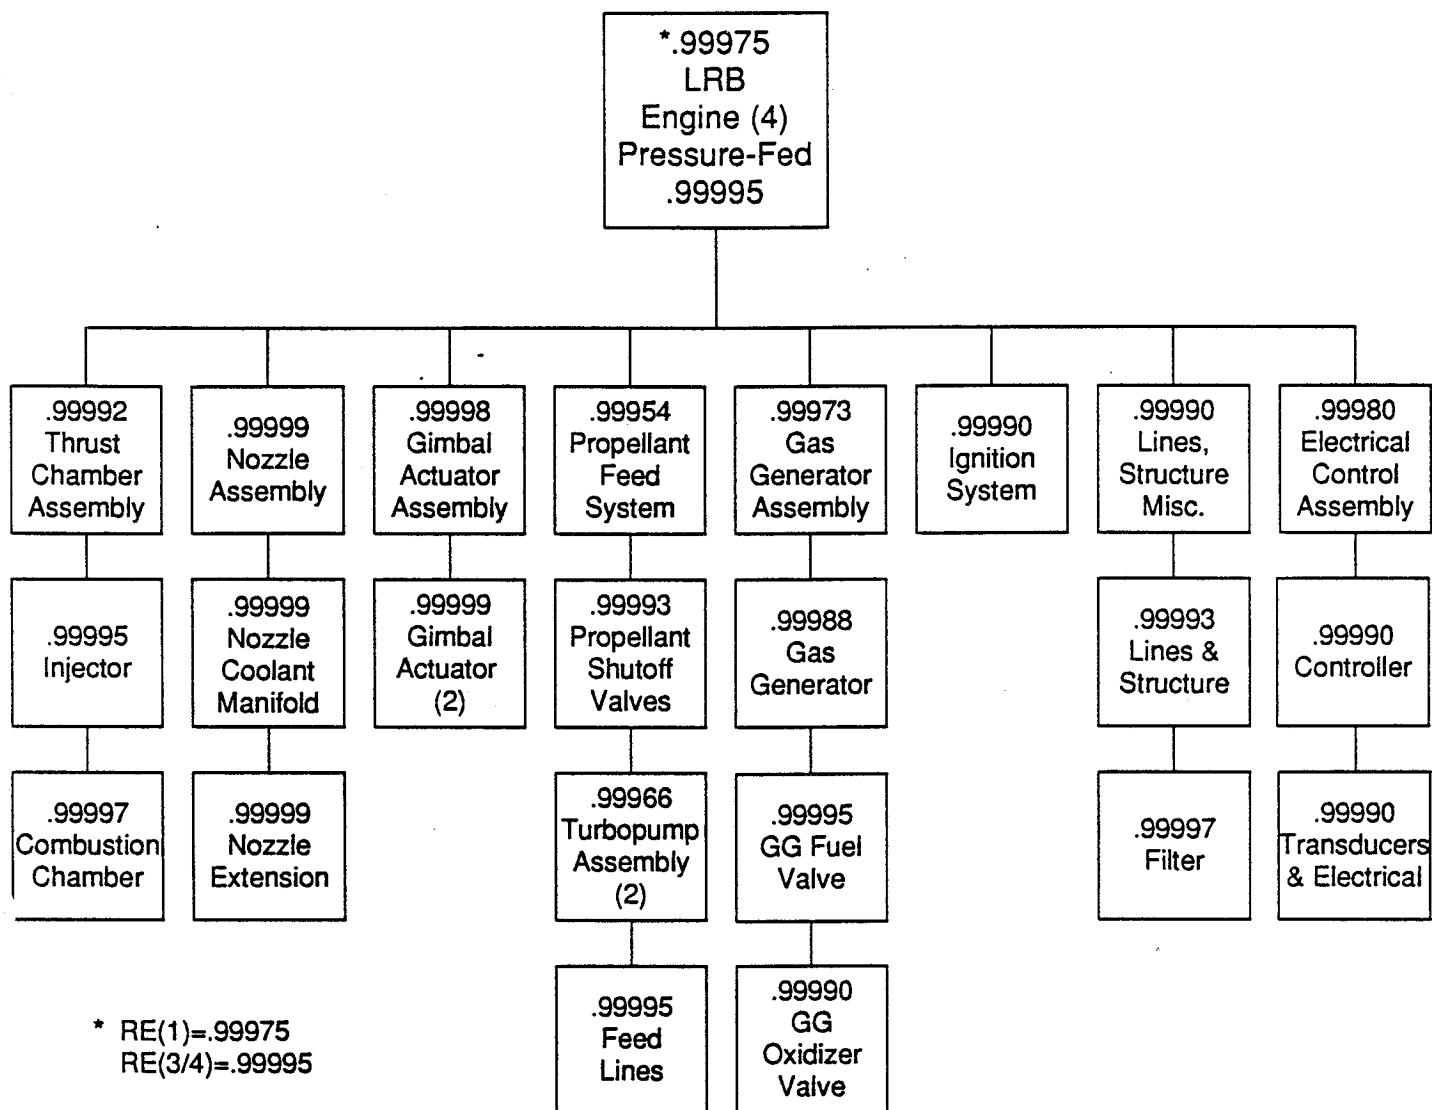 *.99975
LRB
Engine (4)
Pressure-Fed
.99995
.99992
Thrust
Chamber
Assembly
.99999
Nozzle
Assembly
.99998
Gimbal
Actuator
Assembly
.99954
Propellant
Feed
System
.99973
Gas
Generator
Assembly
.99990
Ignition
System
.99990
Lines,
Structure
Misc.
.99980
Electrical
Control
Assembly
.99995
Injector
.99999
Nozzle
Coolant
Manifold
.99999
Gimbal
Actuator
(2)
.99993
Propellant
Shutoff
Valves
.99988
Gas
Generator
.99993
Lines &
Structure
.99990
Controller
.99997
Combustion
Chamber
.99999
Nozzle
Extension
.99966
Turbopump
Assembly
(2)
.99995
GG Fuel
Valve
.99997
Filter
.99990
Transducers
& Electrical
.99995
Feed
Lines
.99990
GG
Oxidizer
Valve
* RE(1)=.99975
RE(3/4)=.99995